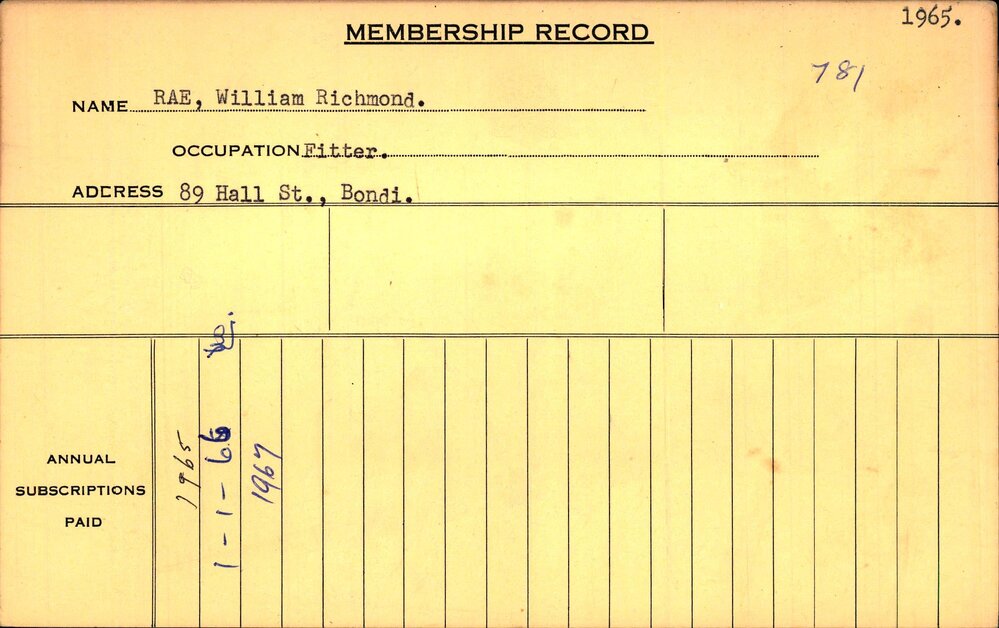 1965.
MEMBERSHIP RECORD
781
NAME RAE, William Richmond.
OCCUPATION Fitter.
ADDRESS 89 Hall St., Bondi.
ANNUAL
SUBSCRIPTIONS
PAID
1965
1-1-66
1967